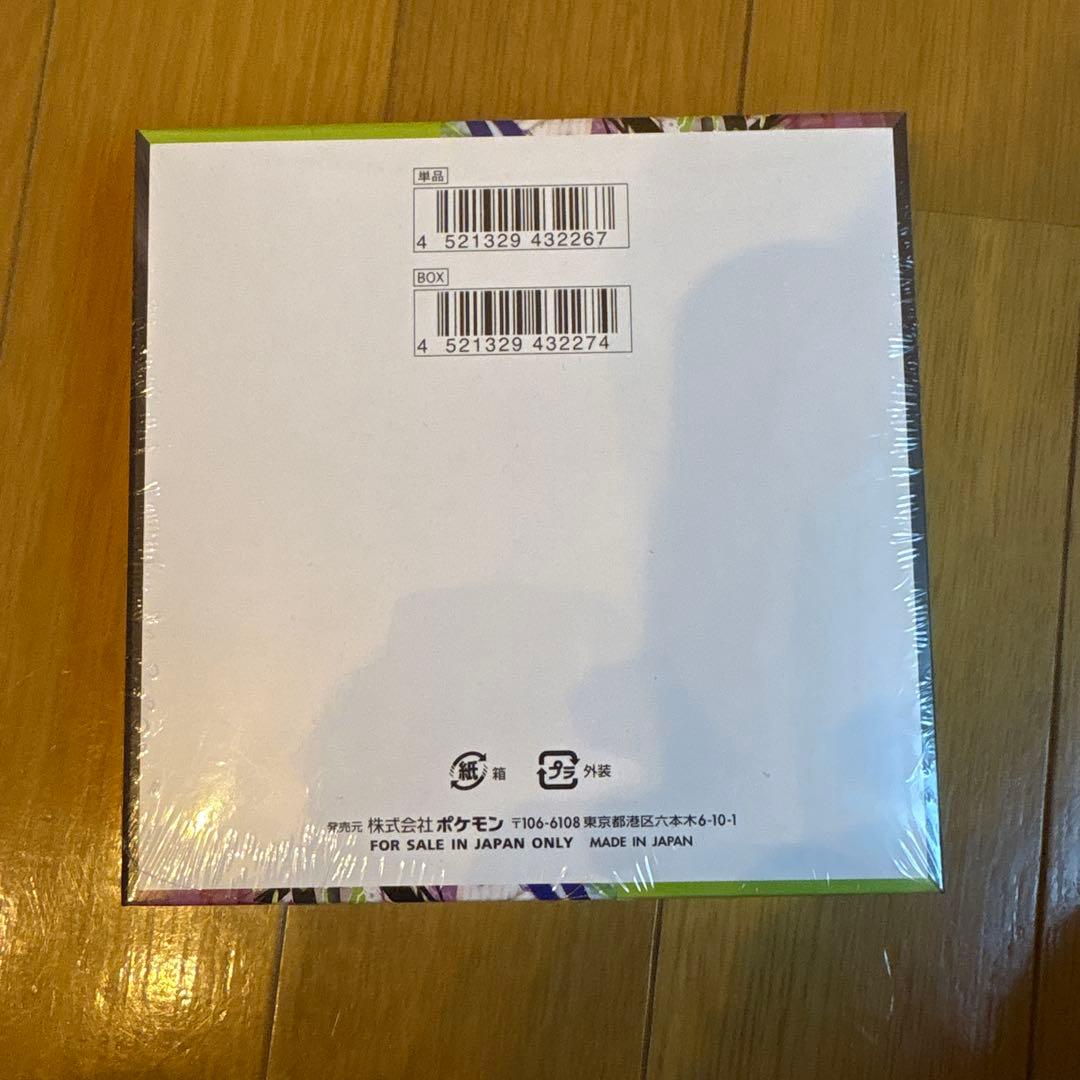 単品
4 521329 432267
BOX
4 521329 432274
紙 箱 プラ 外装
発売元 株式会社ポケモン 〒106-6108 東京都港区六本木6-10-1
FOR SALE IN JAPAN ONLY MADE IN JAPAN